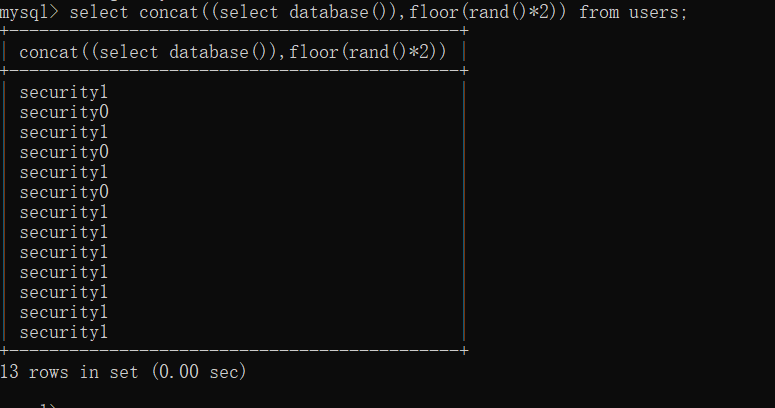 mysql> select concat((select database()),floor(rand()*2)) from users;
+---------------------------------------------+
| concat((select database()),floor(rand()*2)) |
+---------------------------------------------+
| security1 |
| security0 |
| security1 |
| security0 |
| security1 |
| security0 |
| security1 |
| security1 |
| security1 |
| security1 |
| security1 |
| security1 |
| security1 |
+---------------------------------------------+
13 rows in set (0.00 sec)